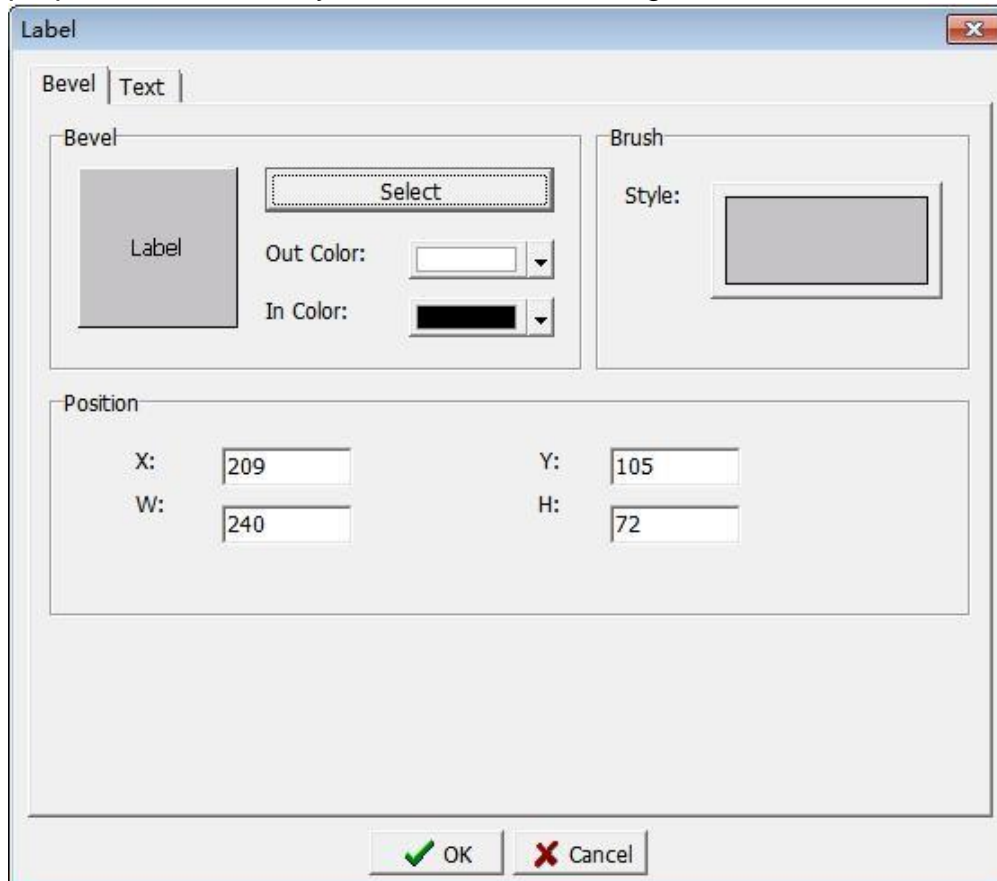 Label
Bevel Text
Bevel
Brush
Select
Style:
Label
Out Color:
In Color:
Position
X: 209 Y: 105
W: 240 H: 72
OK Cancel